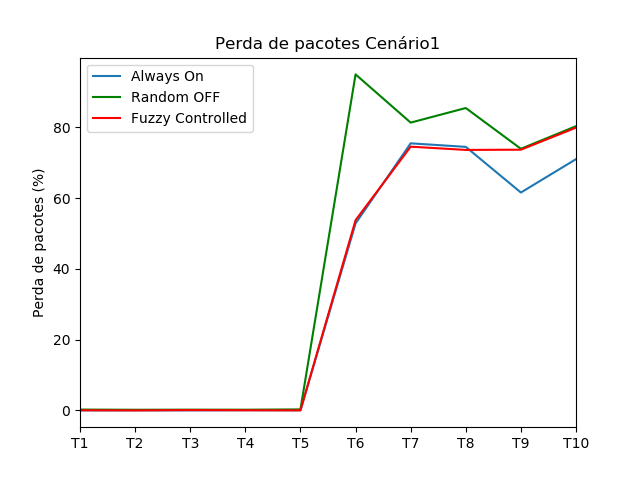 Perda de pacotes Cenário1
Always On
Random OFF
Fuzzy Controlled
Perda de pacotes (%)
80
60
40
20
0
T1 T2 T3 T4 T5 T6 T7 T8 T9 T10